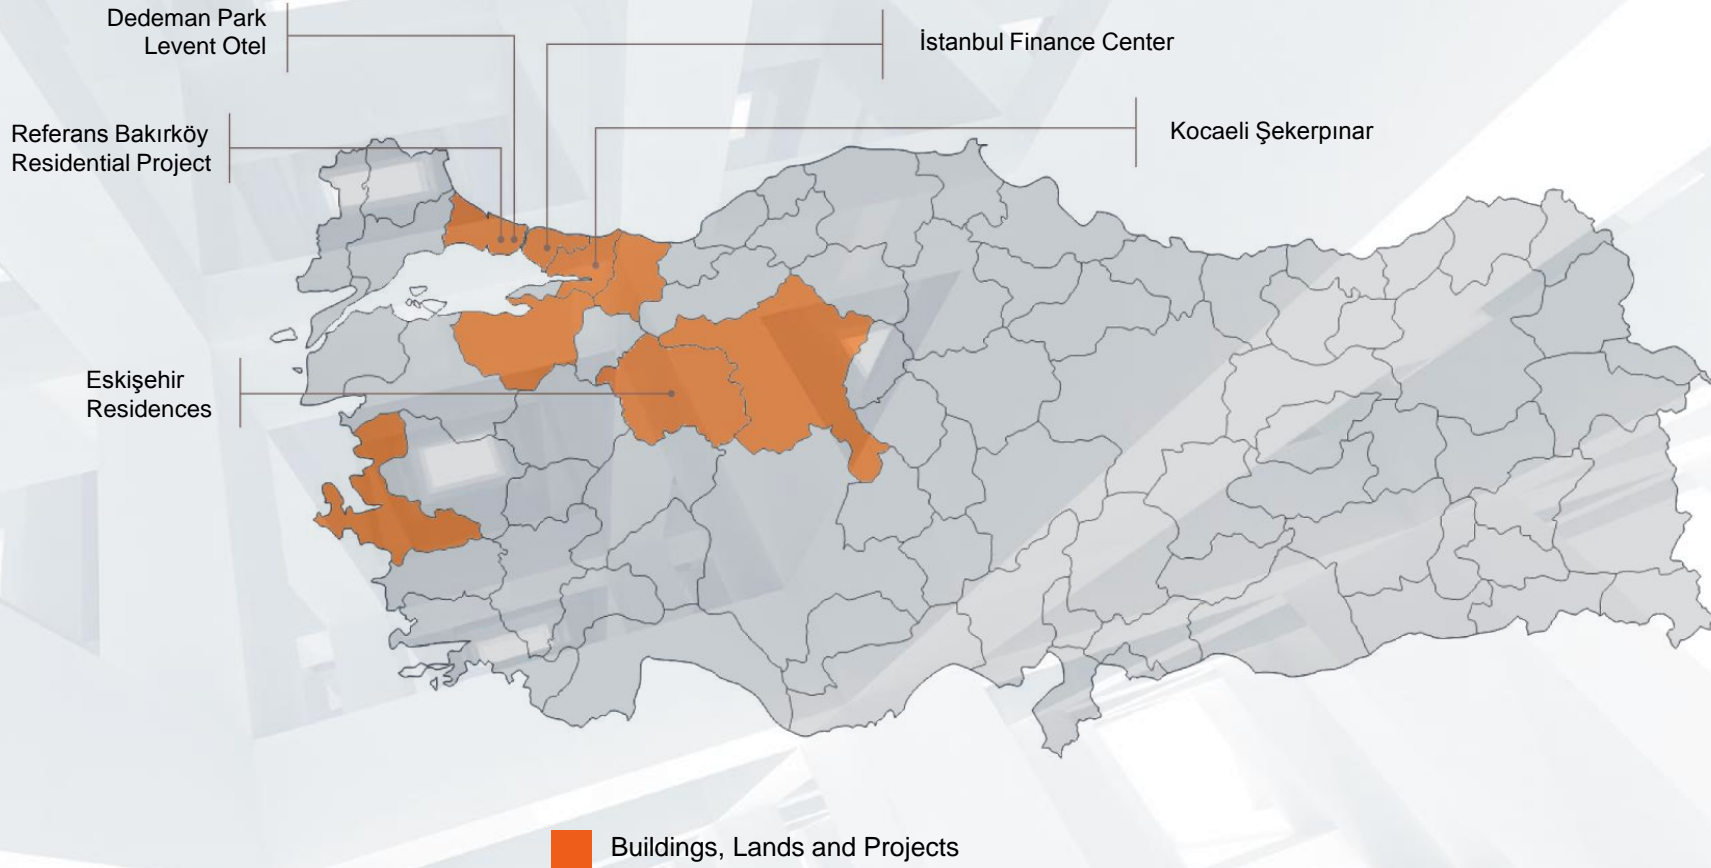 Dedeman Park
Levent Otel
İstanbul Finance Center
Referans Bakırköy
Residential Project
Kocaeli Şekerpınar
Eskişehir
Residences
Buildings, Lands and Projects